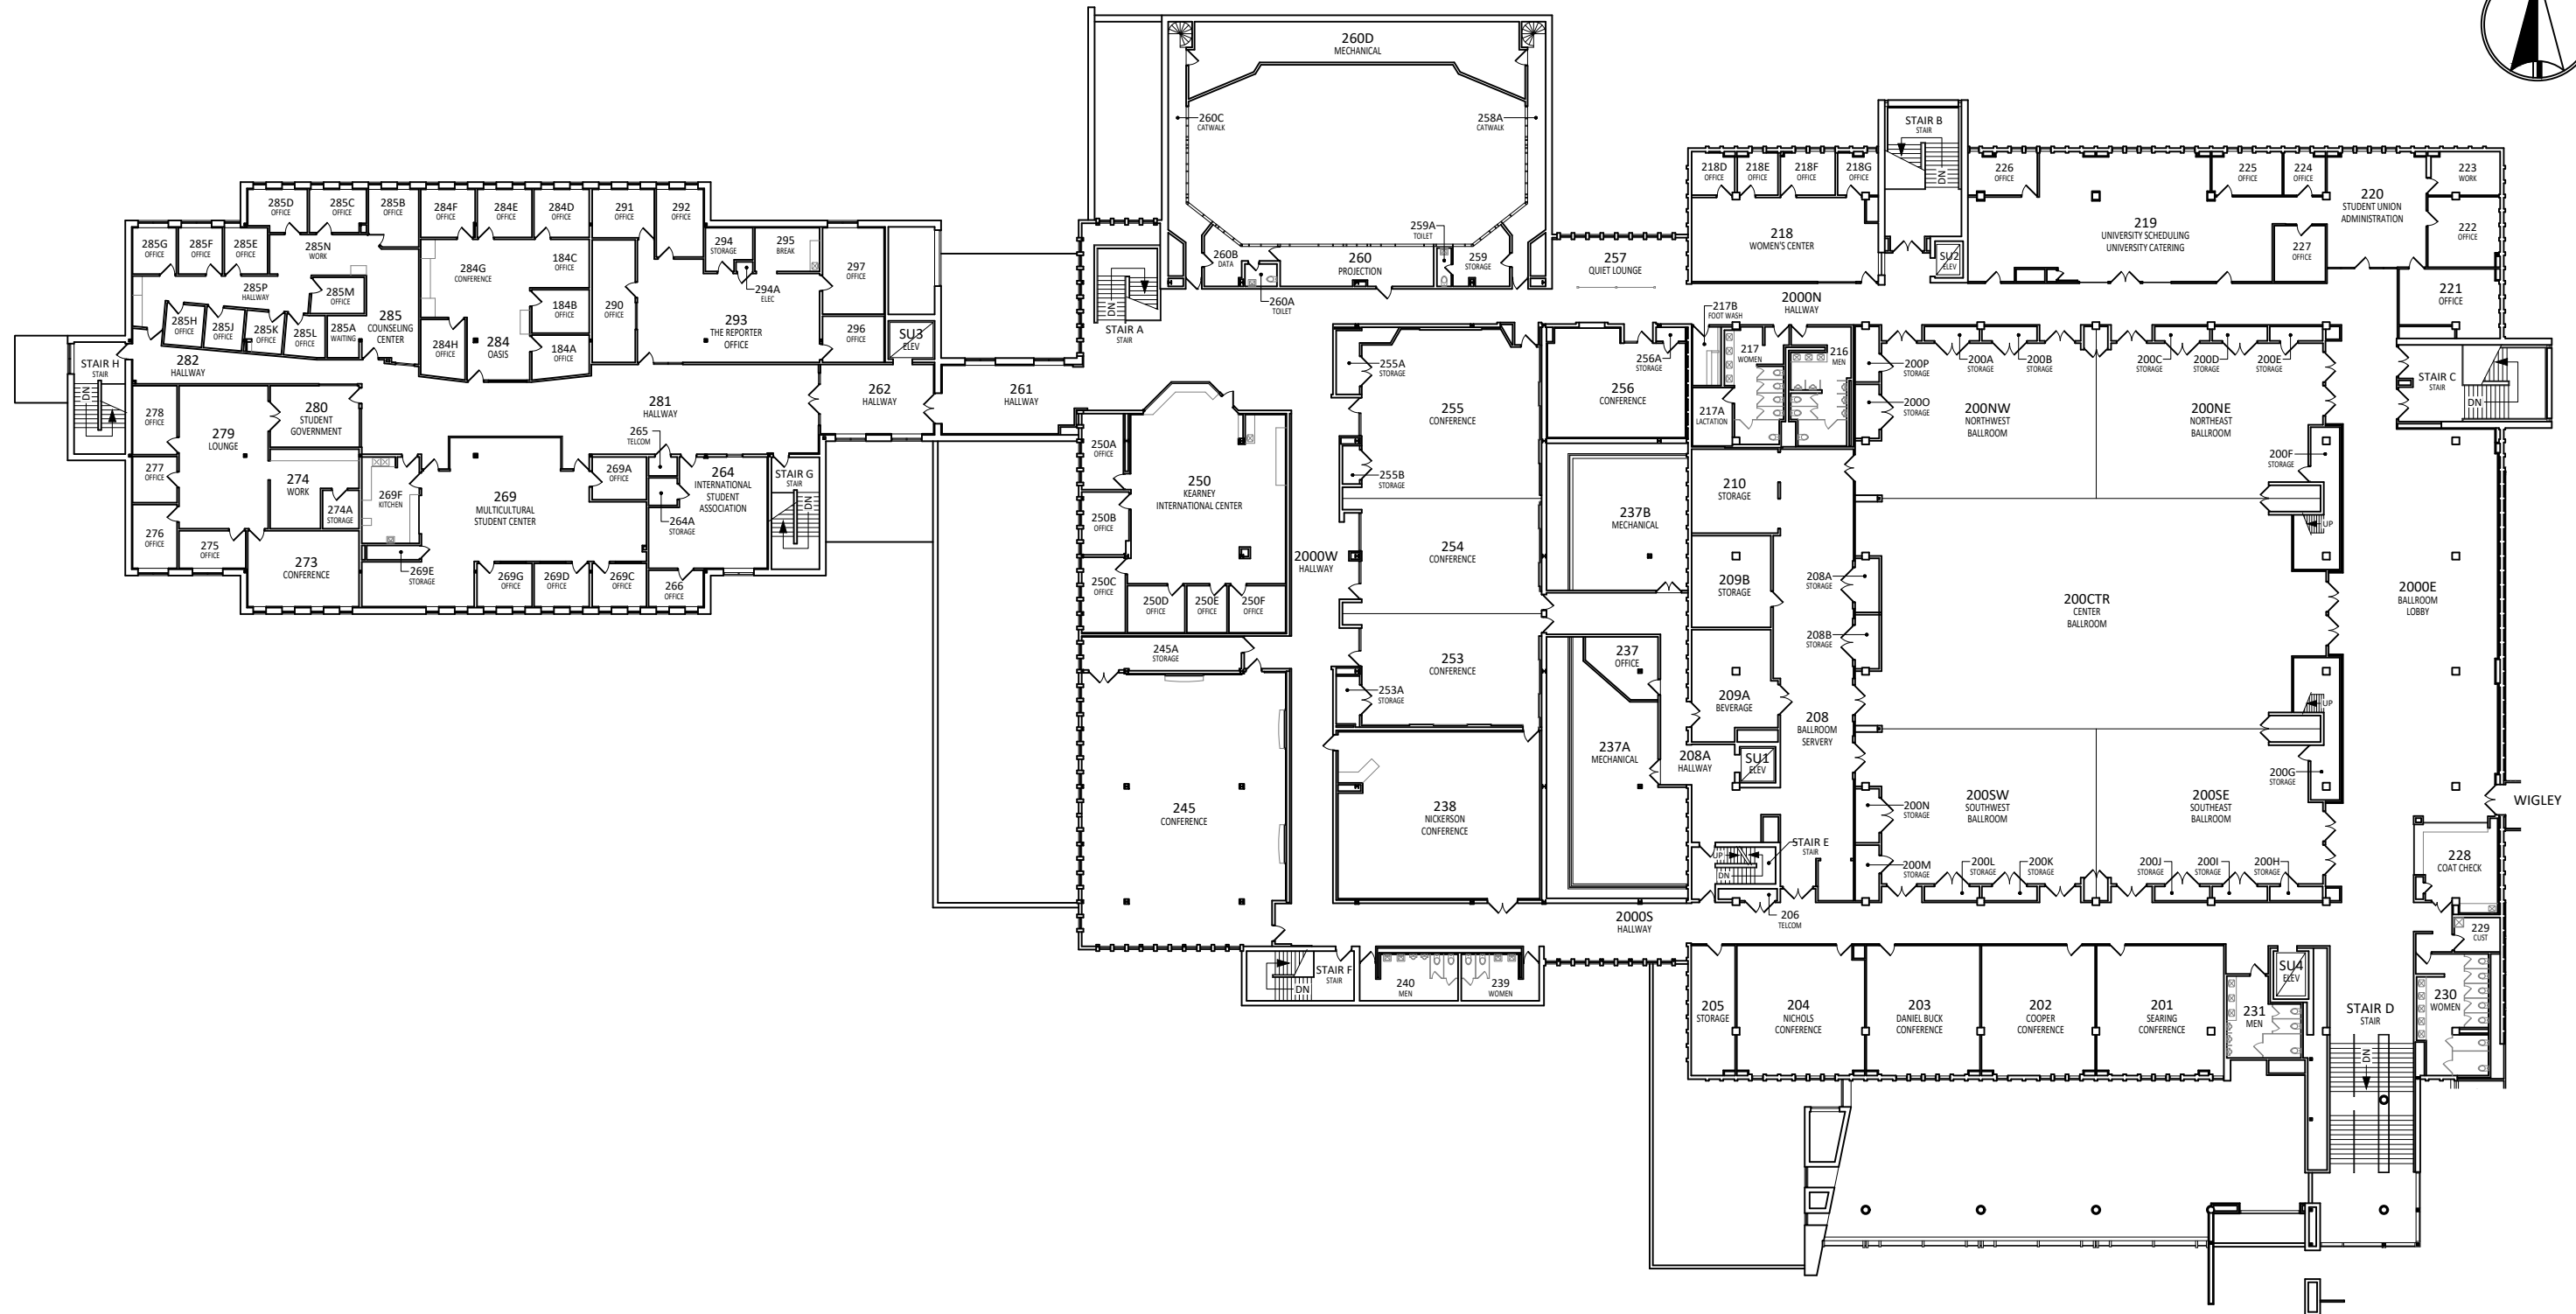 260D
MECHANICAL
260C
CATWALK
258A
CATWALK
259A
TOILET
260B
DATA
260
PROJECTION
259
STORAGE
260A
TOILET
257
QUIET LOUNGE
STAIR A
STAIR
DN
STAIR B
STAIR
DN
SU2
ELEV
218D
OFFICE
218E
OFFICE
218F
OFFICE
218G
OFFICE
218
WOMEN'S CENTER
226
OFFICE
225
OFFICE
224
OFFICE
223
WORK
220
STUDENT UNION
ADMINISTRATION
219
UNIVERSITY SCHEDULING
UNIVERSITY CATERING
227
OFFICE
222
OFFICE
221
OFFICE
2000N
HALLWAY
285D
OFFICE
285C
OFFICE
285B
OFFICE
284F
OFFICE
284E
OFFICE
284D
OFFICE
291
OFFICE
292
OFFICE
285G
OFFICE
285F
OFFICE
285E
OFFICE
285N
WORK
294
STORAGE
295
BREAK
284G
CONFERENCE
184C
OFFICE
297
OFFICE
285P
HALLWAY
285M
OFFICE
294A
ELEC
184B
OFFICE
290
OFFICE
285H
OFFICE
285J
OFFICE
285K
OFFICE
285L
OFFICE
285A
WAITING
285
COUNSELING
CENTER
284H
OFFICE
284
OASIS
184A
OFFICE
293
THE REPORTER
OFFICE
296
OFFICE
SU3
ELEV
STAIR H
STAIR
DN
282
HALLWAY
281
HALLWAY
262
HALLWAY
261
HALLWAY
278
OFFICE
279
LOUNGE
280
STUDENT
GOVERNMENT
277
OFFICE
274
WORK
274A
STORAGE
276
OFFICE
275
OFFICE
273
CONFERENCE
269F
KITCHEN
269
MULTICULTURAL
STUDENT CENTER
269A
OFFICE
265
TELCOM
264
INTERNATIONAL
STUDENT
ASSOCIATION
264A
STORAGE
STAIR G
STAIR
DN
269E
STORAGE
269G
OFFICE
269D
OFFICE
269C
OFFICE
266
OFFICE
250A
OFFICE
250
KEARNEY
INTERNATIONAL CENTER
250B
OFFICE
250C
OFFICE
250D
OFFICE
250E
OFFICE
250F
OFFICE
2000W
HALLWAY
245A
STORAGE
245
CONFERENCE
255A
STORAGE
255
CONFERENCE
255B
STORAGE
254
CONFERENCE
253
CONFERENCE
253A
STORAGE
238
NICKERSON
CONFERENCE
256A
STORAGE
256
CONFERENCE
237B
MECHANICAL
237
OFFICE
237A
MECHANICAL
217B
FOOT WASH
217
WOMEN
216
MEN
217A
LACTATION
210
STORAGE
209B
STORAGE
209A
BEVERAGE
208A
STORAGE
208B
STORAGE
208
BALLROOM
SERVERY
208A
HALLWAY
SU1
ELEV
STAIR E
STAIR
UP
DN
206
TELCOM
2000S
HALLWAY
200P
STORAGE
200O
STORAGE
200A
STORAGE
200B
STORAGE
200C
STORAGE
200D
STORAGE
200E
STORAGE
200NW
NORTHWEST
BALLROOM
200NE
NORTHEAST
BALLROOM
200F
STORAGE
UP
200CTR
CENTER
BALLROOM
UP
200G
STORAGE
200SW
SOUTHWEST
BALLROOM
200SE
SOUTHEAST
BALLROOM
200N
STORAGE
200M
STORAGE
200L
STORAGE
200K
STORAGE
200J
STORAGE
200I
STORAGE
200H
STORAGE
STAIR C
STAIR
DN
2000E
BALLROOM
LOBBY
WIGLEY
228
COAT CHECK
229
CUST
230
WOMEN
STAIR F
STAIR
DN
240
MEN
239
WOMEN
205
STORAGE
204
NICHOLS
CONFERENCE
203
DANIEL BUCK
CONFERENCE
202
COOPER
CONFERENCE
201
SEARING
CONFERENCE
231
MEN
SU4
ELEV
STAIR D
STAIR
DN